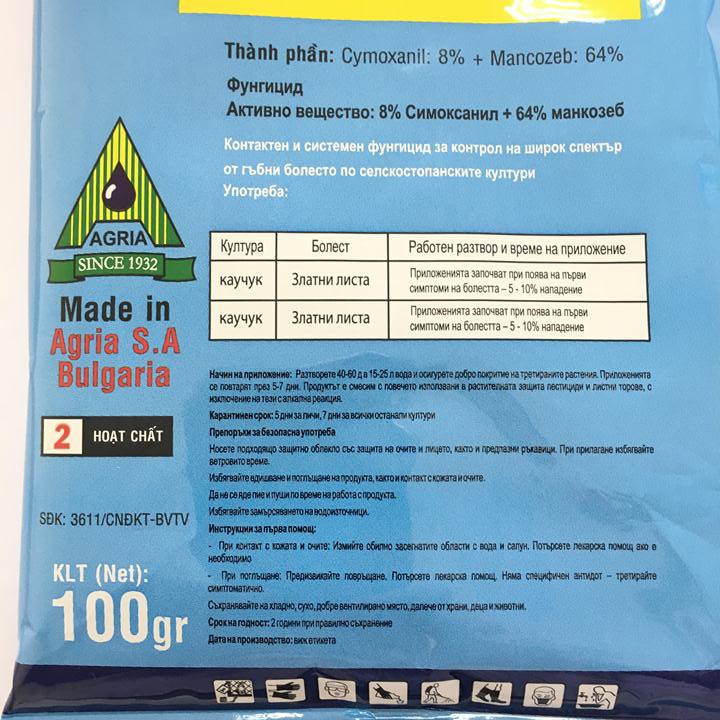 Thành phần: Cymoxanil: 8% + Mancozeb: 64%
Фунгицид
Активно вещество: 8% Симоксанил + 64% манкозеб
Контактен и системен фунгицид за контрол на широк спектър
от гъбни болесто по селскостопанските култури
Употреба:
AGRIA
SINCE 1932
Made in
Agria S.A
Bulgaria
2 HOẠT CHẤT
SĐK: 3611/CNĐKT-BVTV
KLT (Net):
100gr
Култура Болест Работен разтвор и време на приложение
каучук Златни листа Приложенията започват при поява на първи
симптоми на болестта – 5 - 10% нападение
каучук Златни листа Приложенията започват при поява на първи
симптоми на болестта – 5 - 10% нападение
Начин на приложение: Разтворете 40-60 д в 15-25 л вода и осигурете добро покритие на третираните растения. Приложенията
се повтарят през 5-7 дни. Продуктът е смесим с повечето използвани в растителната защита пестициди и листни торове, с
изключение на тези с алкална реакция.
Карантинен срок: 5 дни за личи, 7 дни за всички останали култури
Препоръки за безопасна употреба
Носете подходящо защитно облекло със защита на очите и лицето, както и предпазни ръкавици. При прилагане избягвайте
ветровито време.
Избягвайте вдишване и поглъщане на продукта, както и контакт с кожата и очите.
Да не се яде пие и пуши по време на работа с продукта.
Избягвайте замърсяването на водоизточници.
Инструкции за първа помощ:
- При контакт с кожата и очите: Измийте обилно засегнатите области с вода и сапун. Потърсете лекарска помощ ако е
необходимо
- При поглъщане: Предизвикайте повръщане. Потърсете лекарска помощ. Няма специфичен антидот – третирайте
симптоматично.
Съхранявайте на хладно, сухо, добре вентилирано място, далече от храни, деца и животни.
Срок на годност: 2 години при правилно съхранение
Дата на производство: виж етикета